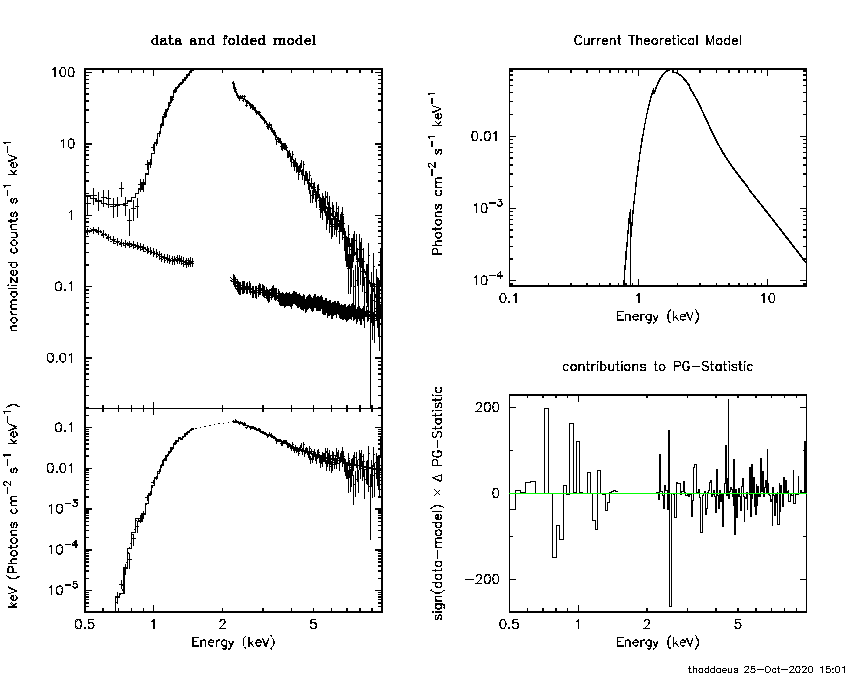 data and folded model
normalized counts s−1 keV−1
100
10
1
0.1
0.01
keV (Photons cm−2 s−1 keV−1)
0.1
0.01
10−3
10−4
10−5
0.5 1 2 5
Energy (keV)
Current Theoretical Model
Photons cm−2 s−1 keV−1
0.01
10−3
10−4
0.1 1 10
Energy (keV)
contributions to PG−Statistic
sign(data−model) × Δ PG−Statistic
200
0
−200
0.5 1 2 5
Energy (keV)
thaddaeus 25−Oct−2020 15:01